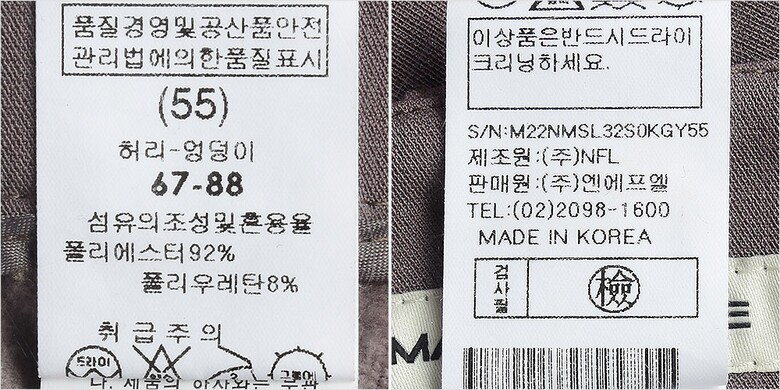 품질경영및공산품안전
관리법에의한품질표시
(55)
허리-엉덩이
67-88
섬유의조성및혼용율
폴리에스터92%
폴리우레탄8%
취급주의
드라이
이상품은반드시드라이
크리닝하세요.
S/N:M22NMSL32S0KGY55
제조원:(주)NFL
판매원:(주)엔에프엘
TEL:(02)2098-1600
MADE IN KOREA
검사필
檢